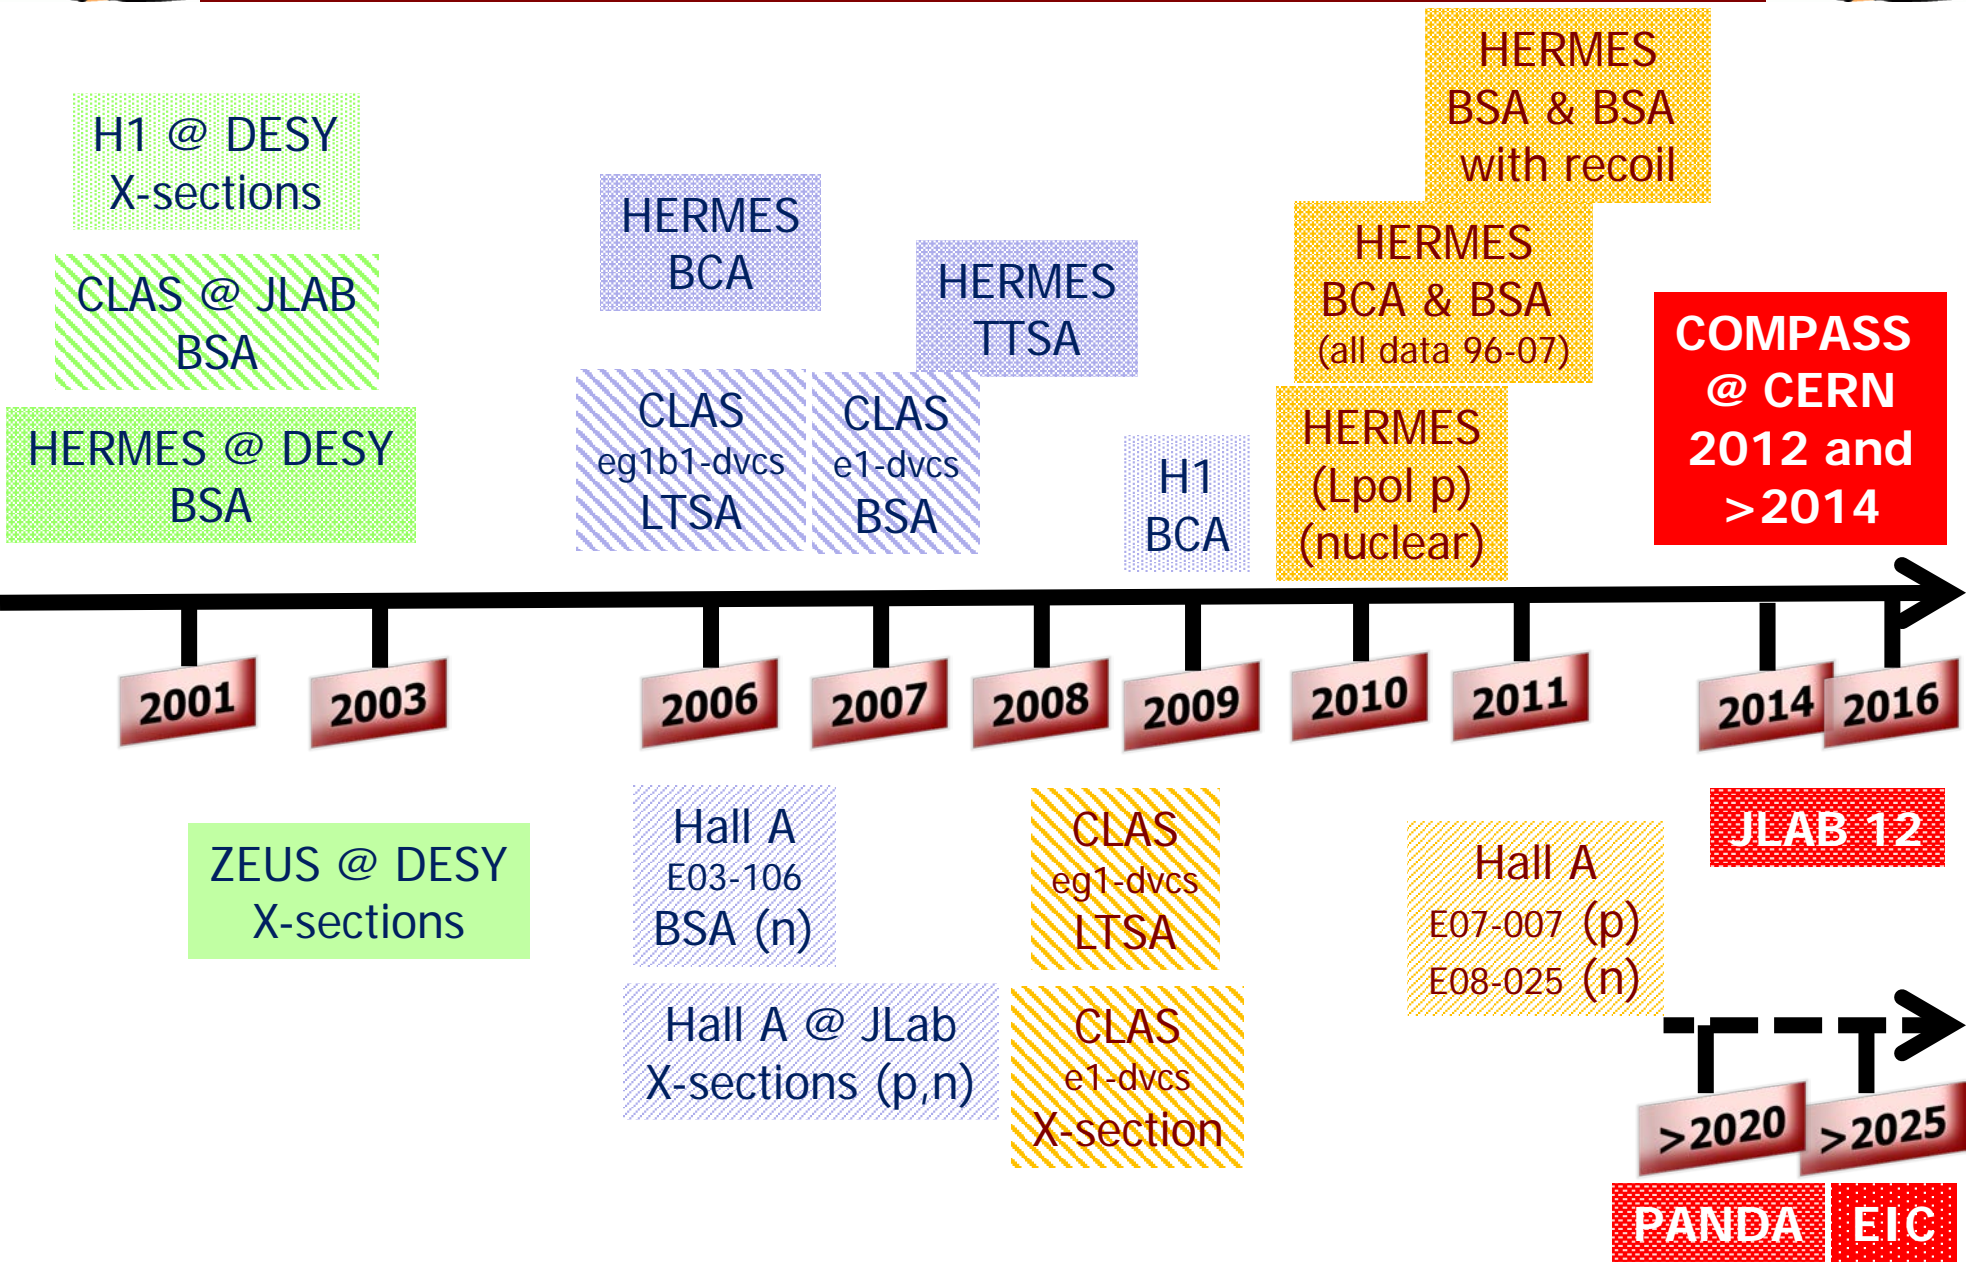 H1 @ DESY
X-sections
CLAS @ JLAB
BSA
HERMES @ DESY
BSA
HERMES
BCA
CLAS
eg1b1-dvcs
LTSA
CLAS
e1-dvcs
BSA
HERMES
TTSA
H1
BCA
HERMES
BSA & BSA
with recoil
HERMES
BCA & BSA
(all data 96-07)
HERMES
(Lpol p)
(nuclear)
COMPASS
@ CERN
2012 and
>2014
2001
2003
2006
2007
2008
2009
2010
2011
2014
2016
ZEUS @ DESY
X-sections
Hall A
E03-106
BSA (n)
Hall A @ JLab
X-sections (p,n)
CLAS
eg1-dvcs
LTSA
CLAS
e1-dvcs
X-section
Hall A
E07-007 (p)
E08-025 (n)
JLAB 12
>2020
>2025
PANDA
EIC